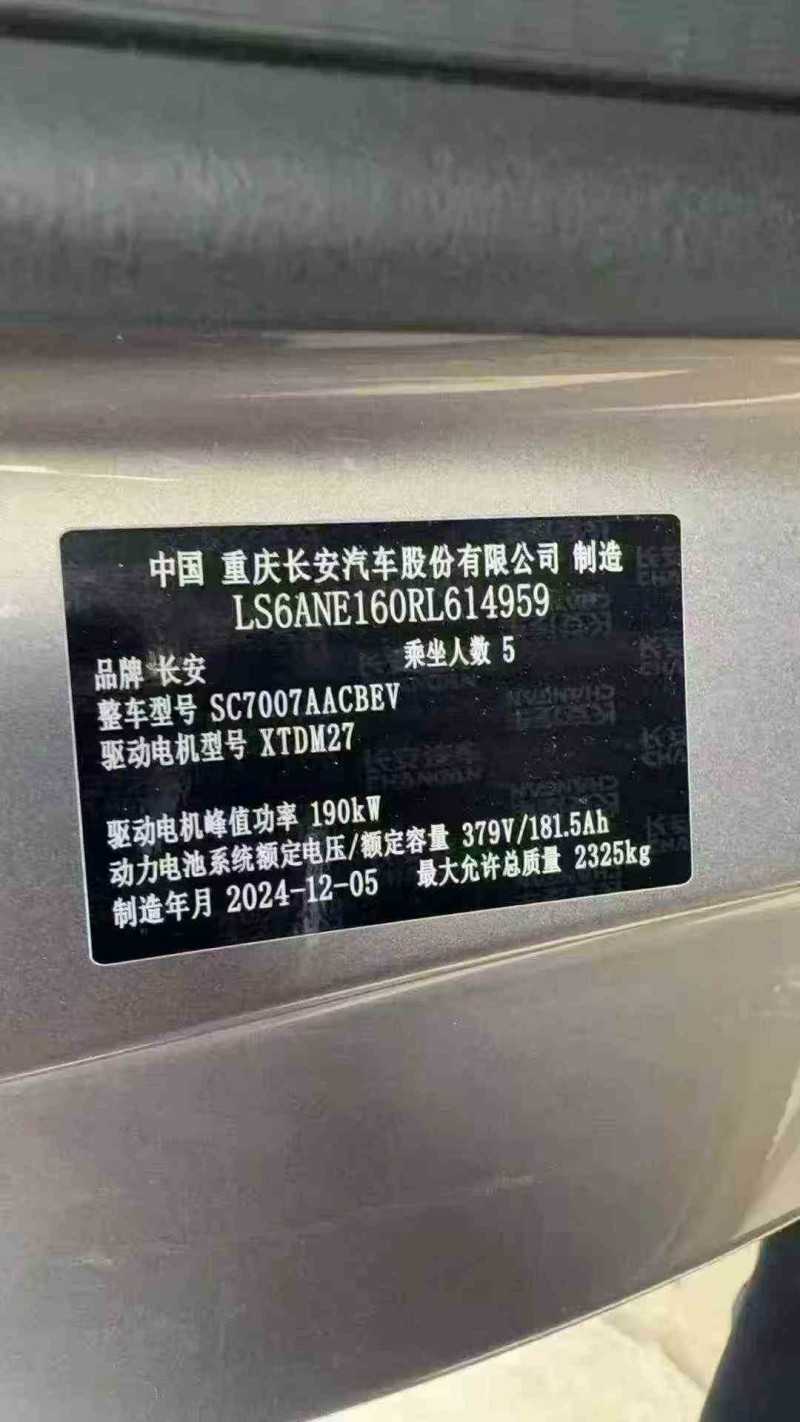 中国 重庆长安汽车股份有限公司 制造
LS6ANE160RL614959
品牌 长安 乘坐人数 5
整车型号 SC7007AACBEV
驱动电机型号 XTDM27
驱动电机峰值功率 190kW
动力电池系统额定电压/额定容量 379V/181.5Ah
制造年月 2024-12-05 最大允许总质量 2325kg